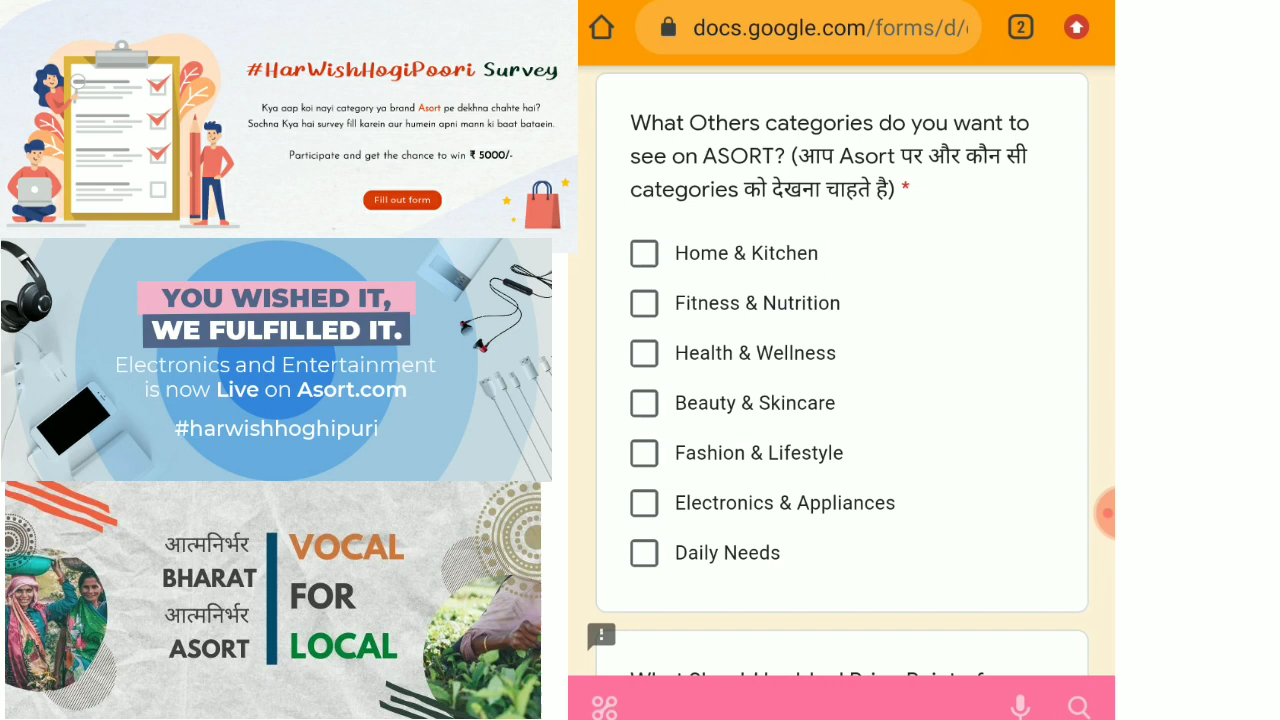 #HarWishHogiPoori Survey
Kya aap koi nayi category ya brand Asort pe dekhna chahte hai?
Sochna Kya hai survey fill karein aur humein apni mann ki baat bataein.
Participate and get the chance to win ₹ 5000/-
Fill out form
YOU WISHED IT,
WE FULFILLED IT.
Electronics and Entertainment
is now Live on Asort.com
#harwishhoghipuri
आत्मनिर्भर
BHARAT
आत्मनिर्भर
ASORT
VOCAL
FOR
LOCAL
docs.google.com/forms/d/
2
What Others categories do you want to
see on ASORT? (आप Asort पर और कौन सी
categories को देखना चाहते है) *
Home & Kitchen
Fitness & Nutrition
Health & Wellness
Beauty & Skincare
Fashion & Lifestyle
Electronics & Appliances
Daily Needs